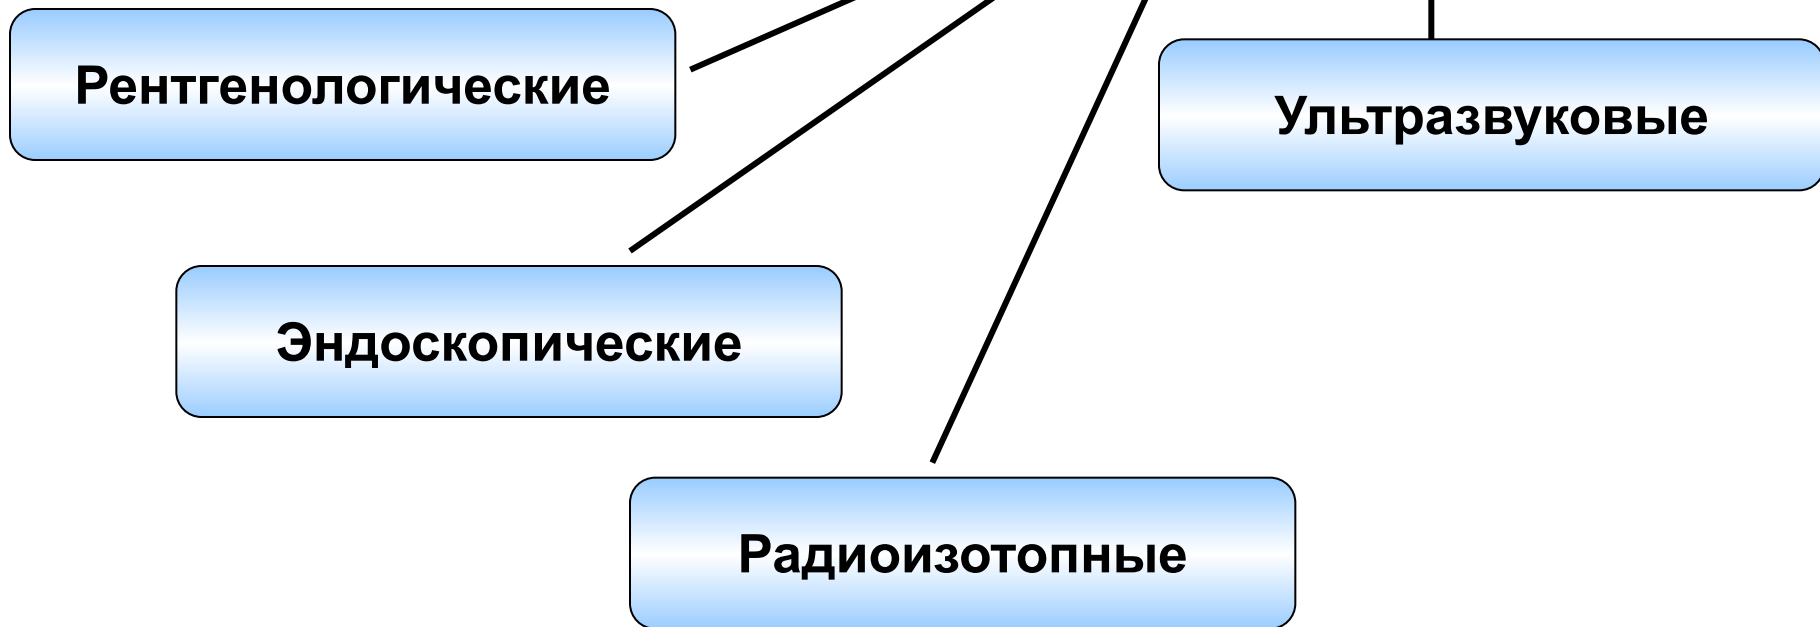 Рентгенологические
Ультразвуковые
Эндоскопические
Радиоизотопные